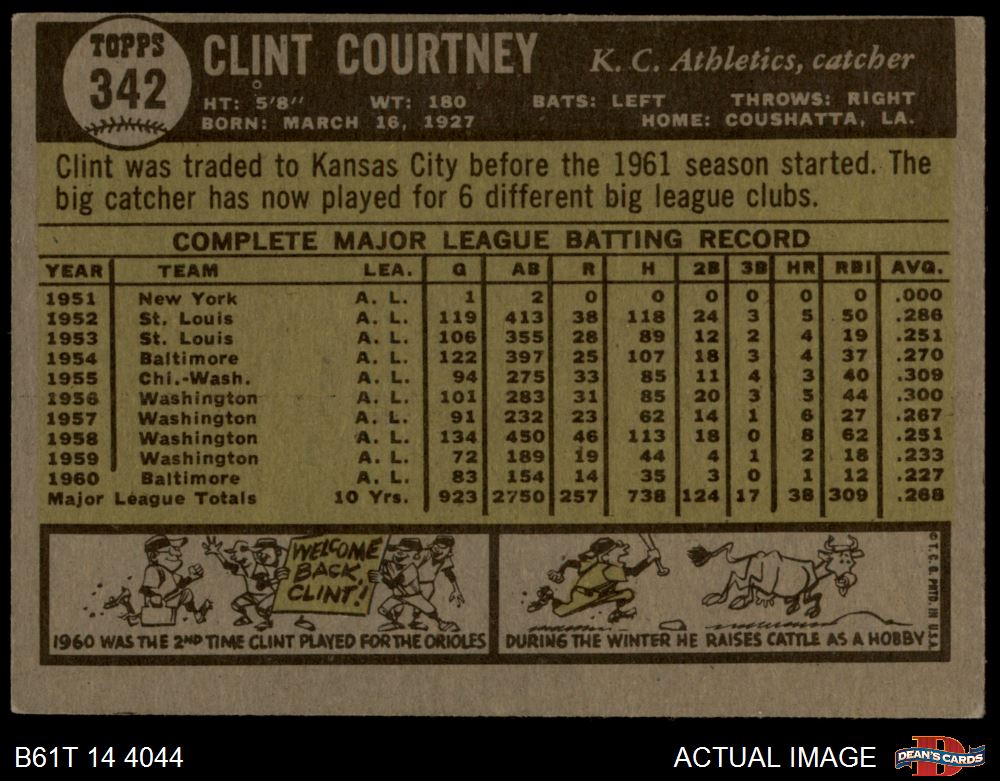 TOPPS
342
CLINT COURTNEY
K. C. Athletics, catcher
HT: 5'8" WT: 180 BATS: LEFT THROWS: RIGHT
BORN: MARCH 16, 1927 HOME: COUSHATTA, LA.
Clint was traded to Kansas City before the 1961 season started. The
big catcher has now played for 6 different big league clubs.
COMPLETE MAJOR LEAGUE BATTING RECORD
YEAR TEAM LEA. G AB R H 2B 3B HR RBI AVG.
1951 New York A. L. 1 2 0 0 0 0 0 0 .000
1952 St. Louis A. L. 119 413 38 118 24 3 5 50 .286
1953 St. Louis A. L. 106 355 28 89 12 2 4 19 .251
1954 Baltimore A. L. 122 397 25 107 18 3 4 37 .270
1955 Chi.-Wash. A. L. 94 275 33 85 11 4 3 40 .309
1956 Washington A. L. 101 283 31 85 20 3 5 44 .300
1957 Washington A. L. 91 232 23 62 14 1 6 27 .267
1958 Washington A. L. 134 450 46 113 18 0 8 62 .251
1959 Washington A. L. 72 189 19 44 4 1 2 18 .233
1960 Baltimore A. L. 83 154 14 35 3 0 1 12 .227
Major League Totals 10 Yrs. 923 2750 257 738 124 17 38 309 .268
WELCOME
BACK,
CLINT!
1960 WAS THE 2ND TIME CLINT PLAYED FOR THE ORIOLES
DURING THE WINTER HE RAISES CATTLE AS A HOBBY
© T. C. G. PRTD. IN U.S.A.
B61T 14 4044
ACTUAL IMAGE
D
DEAN'S CARDS